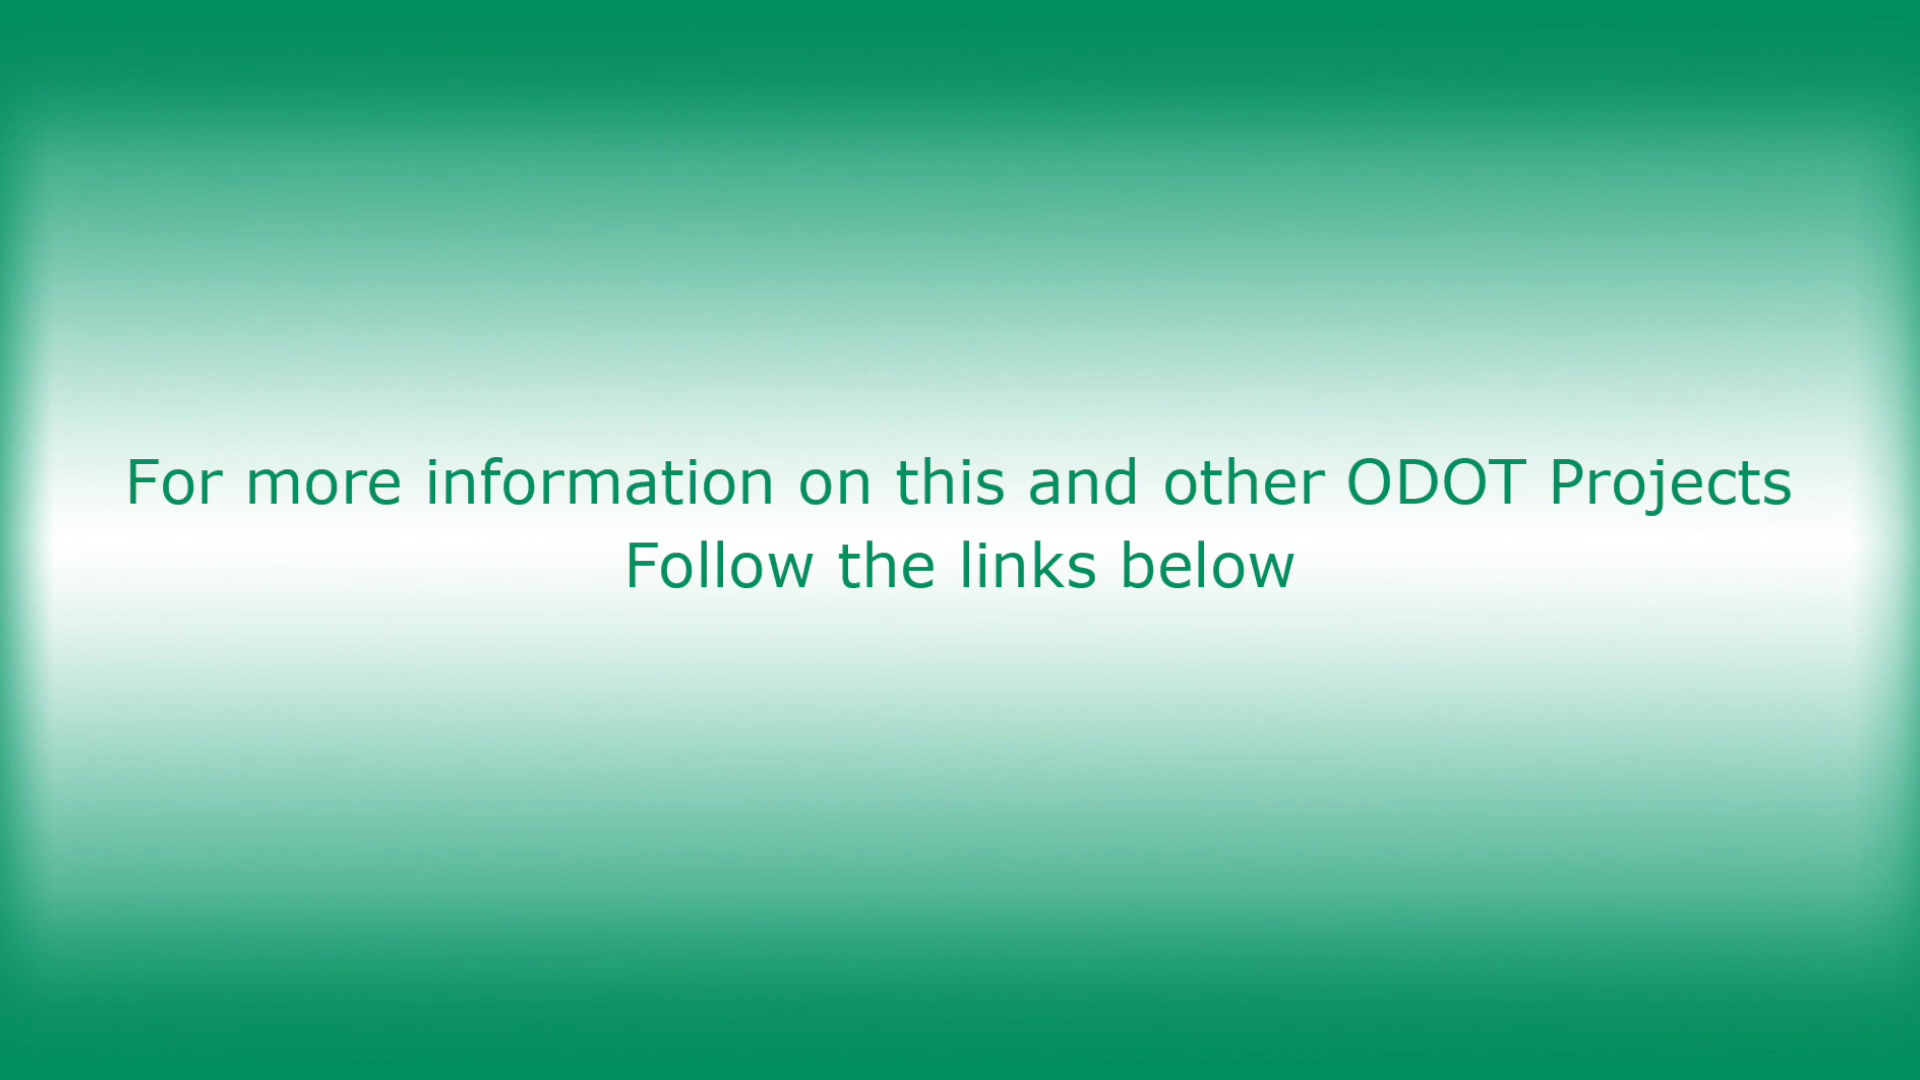 For more information on this and other ODOT Projects
Follow the links below